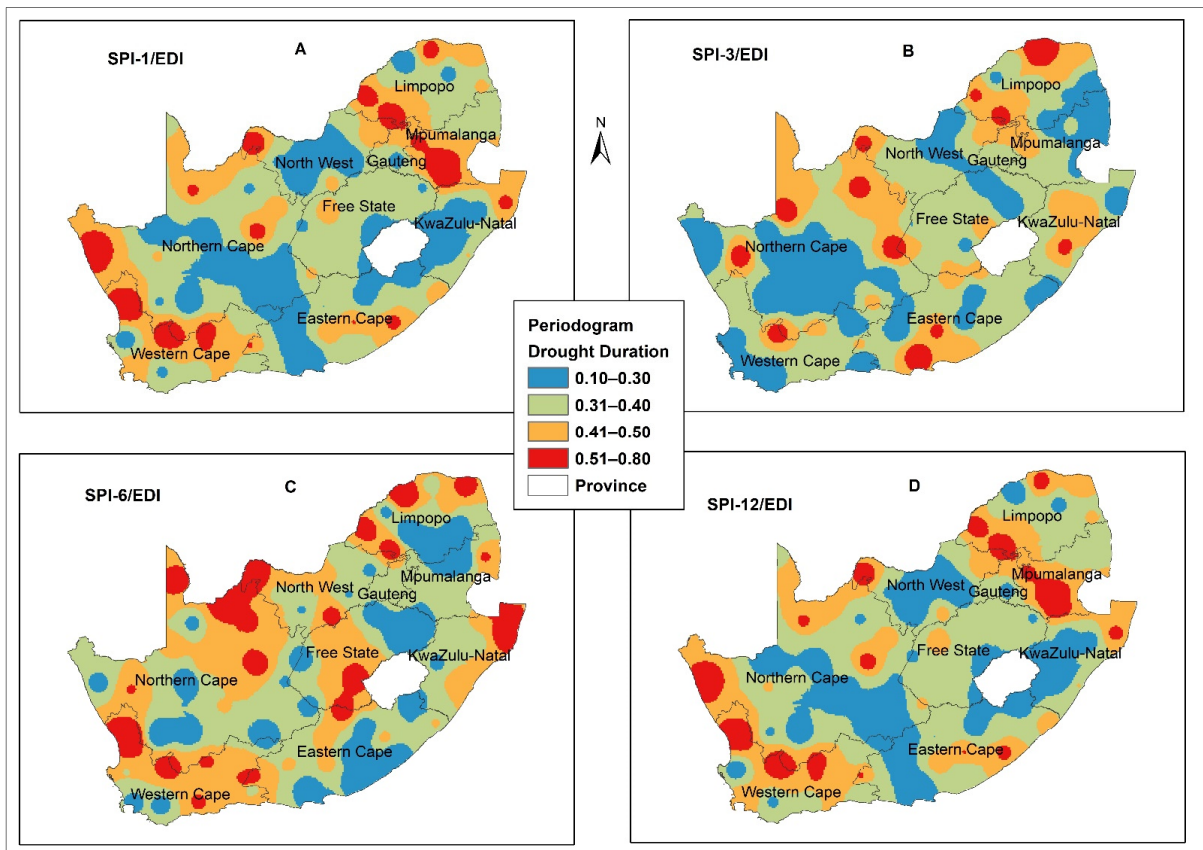 SPI-1/EDI
A
Limpopo
Mpumalanga
North West
Gauteng
Free State
KwaZulu-Natal
Northern Cape
Eastern Cape
Western Cape
N
SPI-3/EDI
B
Limpopo
Mpumalanga
North West
Gauteng
Free State
KwaZulu-Natal
Northern Cape
Eastern Cape
Western Cape
Periodogram
Drought Duration
0.10–0.30
0.31–0.40
0.41–0.50
0.51–0.80
Province
SPI-6/EDI
C
Limpopo
Mpumalanga
North West
Gauteng
Free State
KwaZulu-Natal
Northern Cape
Eastern Cape
Western Cape
SPI-12/EDI
D
Limpopo
Mpumalanga
North West
Gauteng
Free State
KwaZulu-Natal
Northern Cape
Eastern Cape
Western Cape